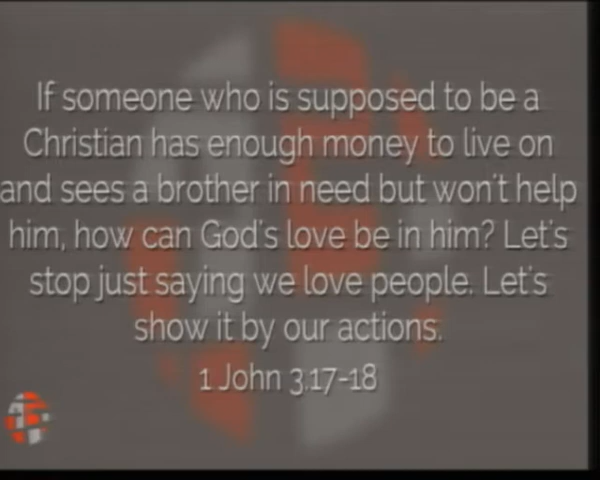 If someone who is supposed to be a
Christian has enough money to live on
and sees a brother in need but won't help
him, how can God's love be in him? Let's
stop just saying we love people. Let's
show it by our actions.
1 John 3.17-18